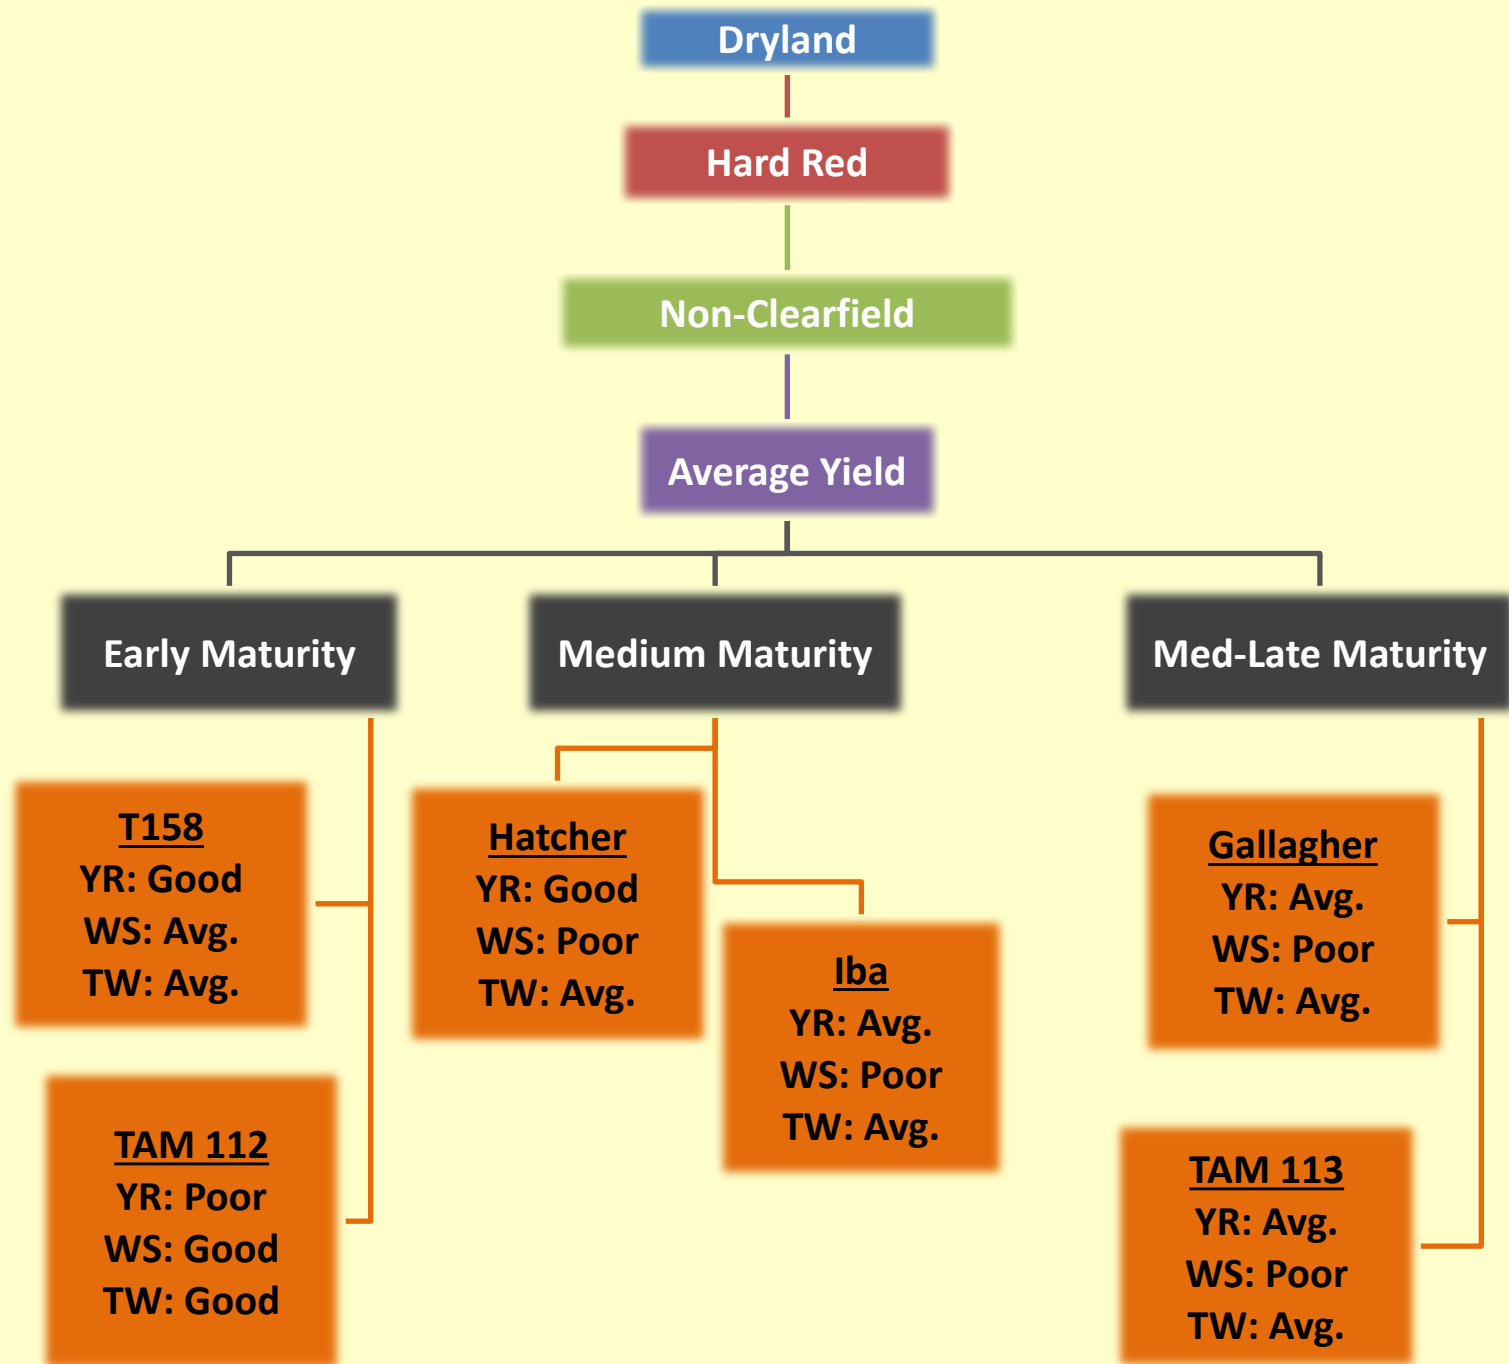 Dryland
Hard Red
Non-Clearfield
Average Yield
Early Maturity
Medium Maturity
Med-Late Maturity
T158
YR: Good
WS: Avg.
TW: Avg.
TAM 112
YR: Poor
WS: Good
TW: Good
Hatcher
YR: Good
WS: Poor
TW: Avg.
Iba
YR: Avg.
WS: Poor
TW: Avg.
Gallagher
YR: Avg.
WS: Poor
TW: Avg.
TAM 113
YR: Avg.
WS: Poor
TW: Avg.